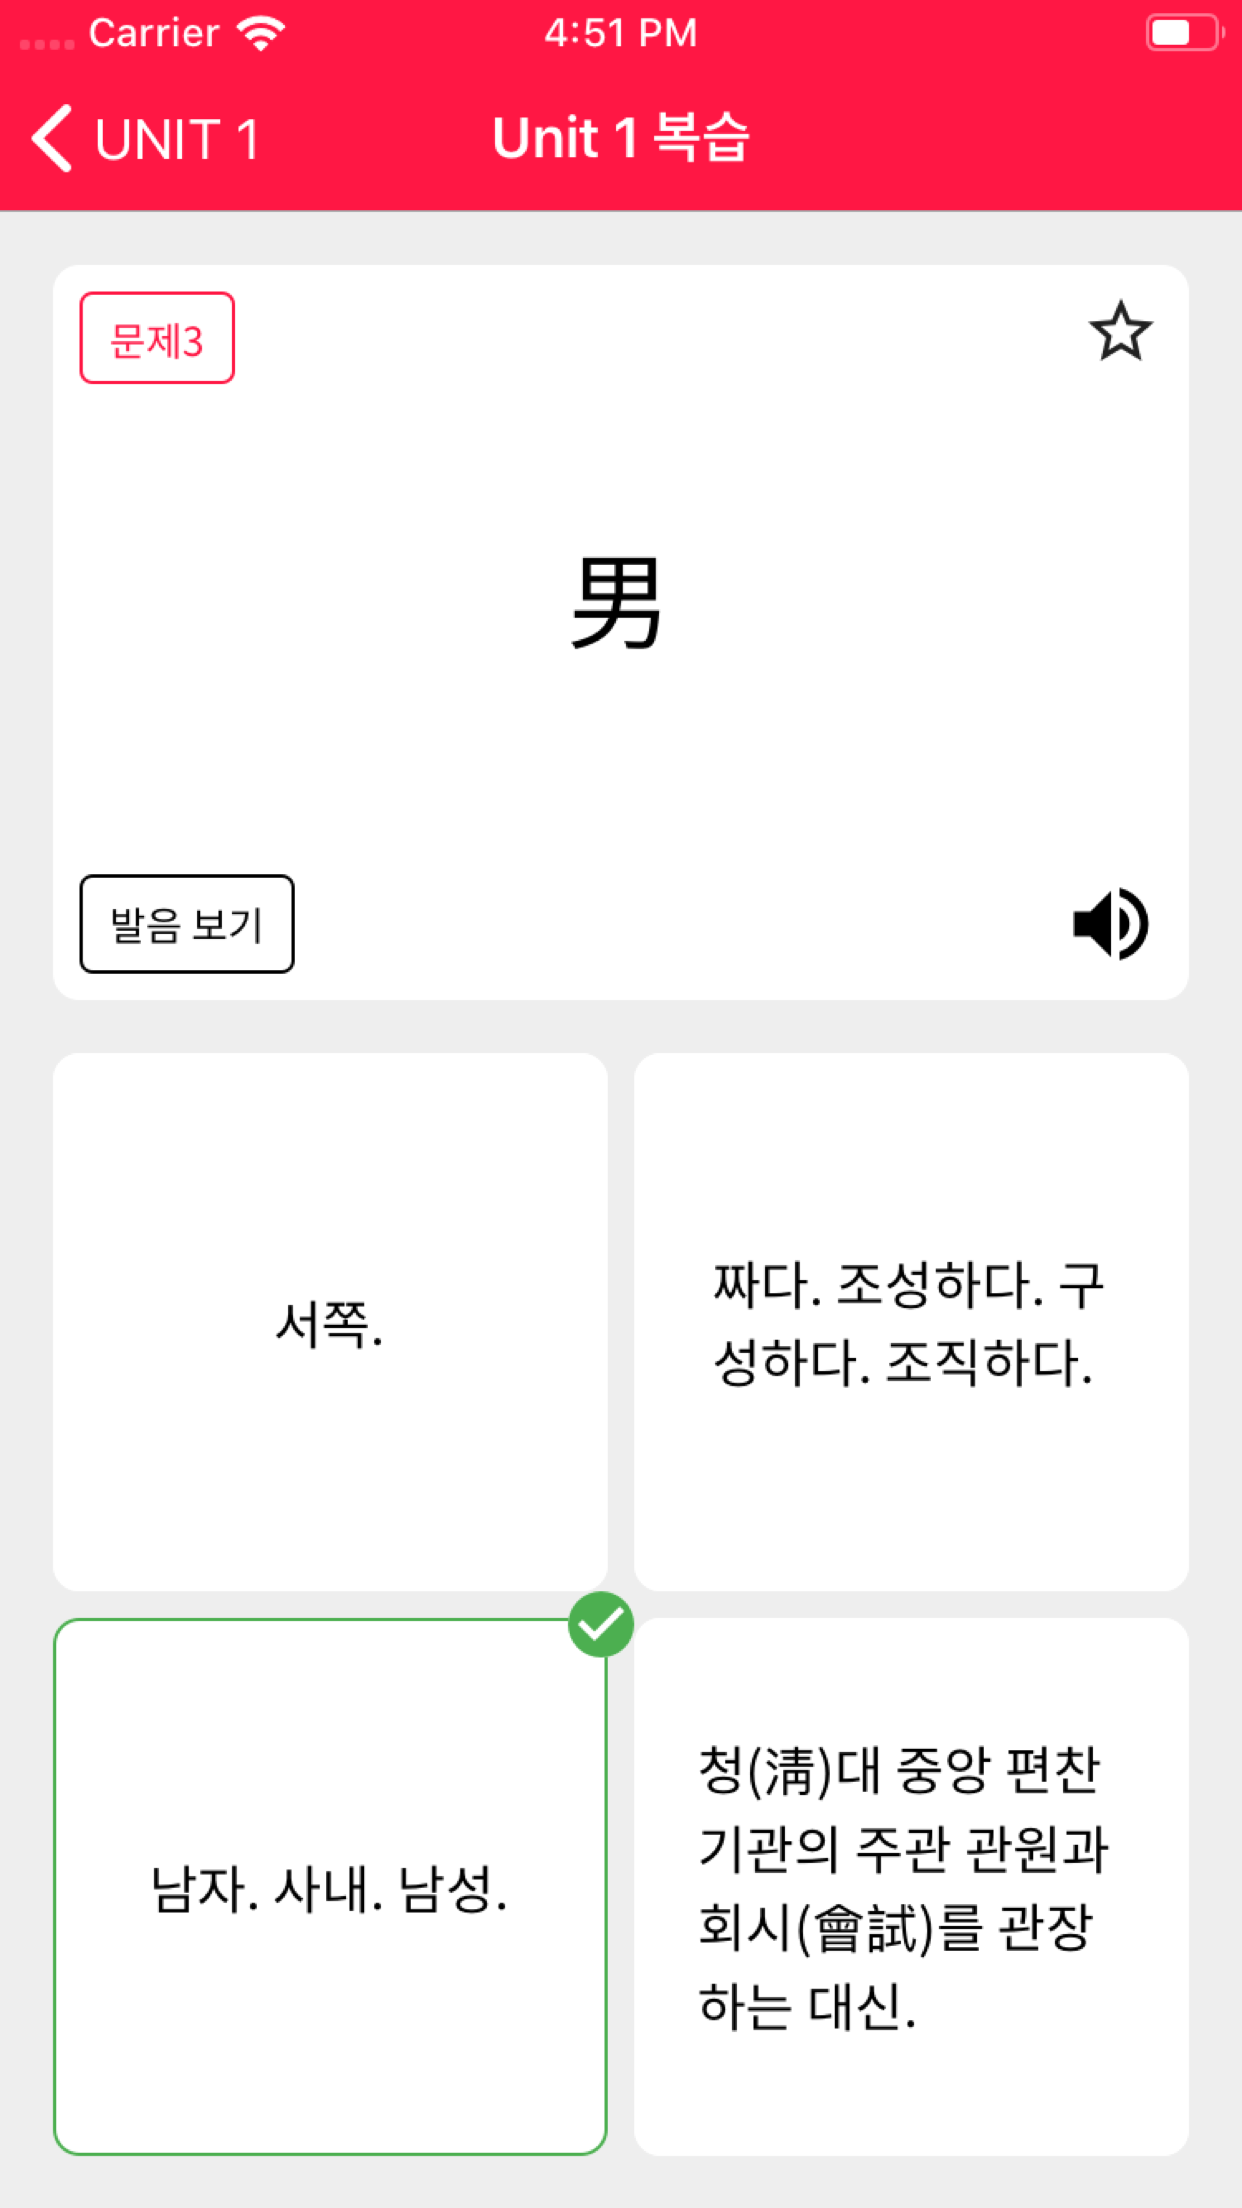 Carrier
4:51 PM
UNIT 1
Unit 1 복습
문제3
男
발음 보기
서쪽.
짜다. 조성하다. 구
성하다. 조직하다.
남자. 사내. 남성.
청(淸)대 중앙 편찬
기관의 주관 관원과
회시(會試)를 관장
하는 대신.